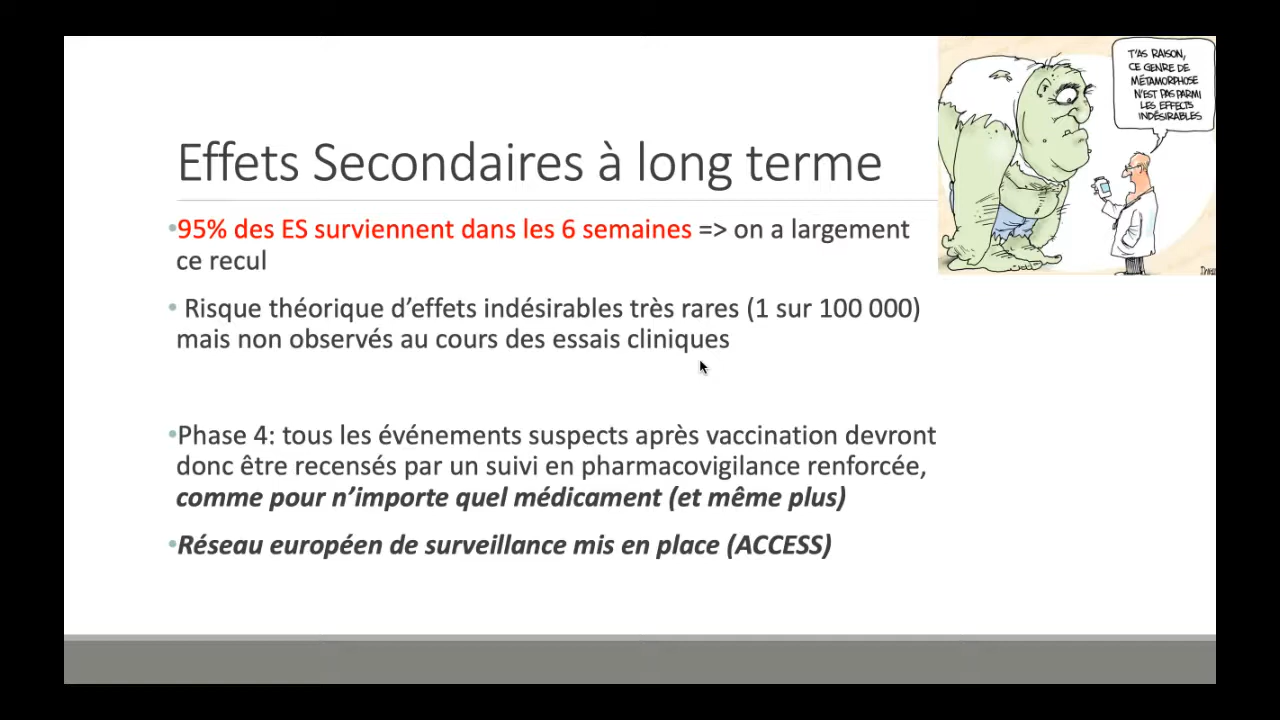 T'AS RAISON,
CE GENRE DE
MÉTAMORPHOSE
N'EST PAS PARMI
LES EFFECTS
INDÉSIRABLES
Effets Secondaires à long terme
•95% des ES surviennent dans les 6 semaines => on a largement
ce recul
• Risque théorique d’effets indésirables très rares (1 sur 100 000)
mais non observés au cours des essais cliniques
•Phase 4: tous les événements suspects après vaccination devront
donc être recensés par un suivi en pharmacovigilance renforcée,
comme pour n’importe quel médicament (et même plus)
•Réseau européen de surveillance mis en place (ACCESS)